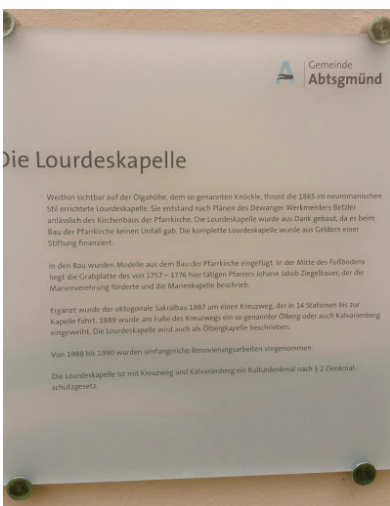 Gemeinde
Abtsgmünd
Die Lourdeskapelle
Weithin sichtbar auf der Olgahöhe, dem so genannten Knöckle, thront die 1885 im neuromanischen
Stil errichtete Lourdeskapelle. Sie entstand nach Plänen des Dewanger Werkmeisters Betzler
anlässlich des Kirchenbaus der Pfarrkirche. Die Lourdeskapelle wurde aus Dank gebaut, da es beim
Bau der Pfarrkirche keinen Unfall gab. Die komplette Lourdeskapelle wurde aus Geldern einer
Stiftung finanziert.
In den Bau wurden Modelle aus dem Bau der Pfarrkirche eingefügt. In der Mitte des Fußbodens
liegt die Grabplatte des von 1757 – 1776 hier tätigen Pfarrers Johann Jakob Ziegelbauer, der die
Marienverehrung förderte und die Marienkapelle beschrieb.
Ergänzt wurde der oktogonale Sakralbau 1887 um einen Kreuzweg, der in 14 Stationen bis zur
Kapelle führt. 1889 wurde am Fuße des Kreuzwegs ein so genannter Ölberg oder auch Kalvarienberg
eingeweiht. Die Lourdeskapelle wird auch als Ölbergkapelle beschrieben.
Von 1988 bis 1990 wurden umfangreiche Renovierungsarbeiten vorgenommen.
Die Lourdeskapelle ist mit Kreuzweg und Kalvarienberg ein Kulturdenkmal nach § 2 Denkmal-
schutzgesetz.